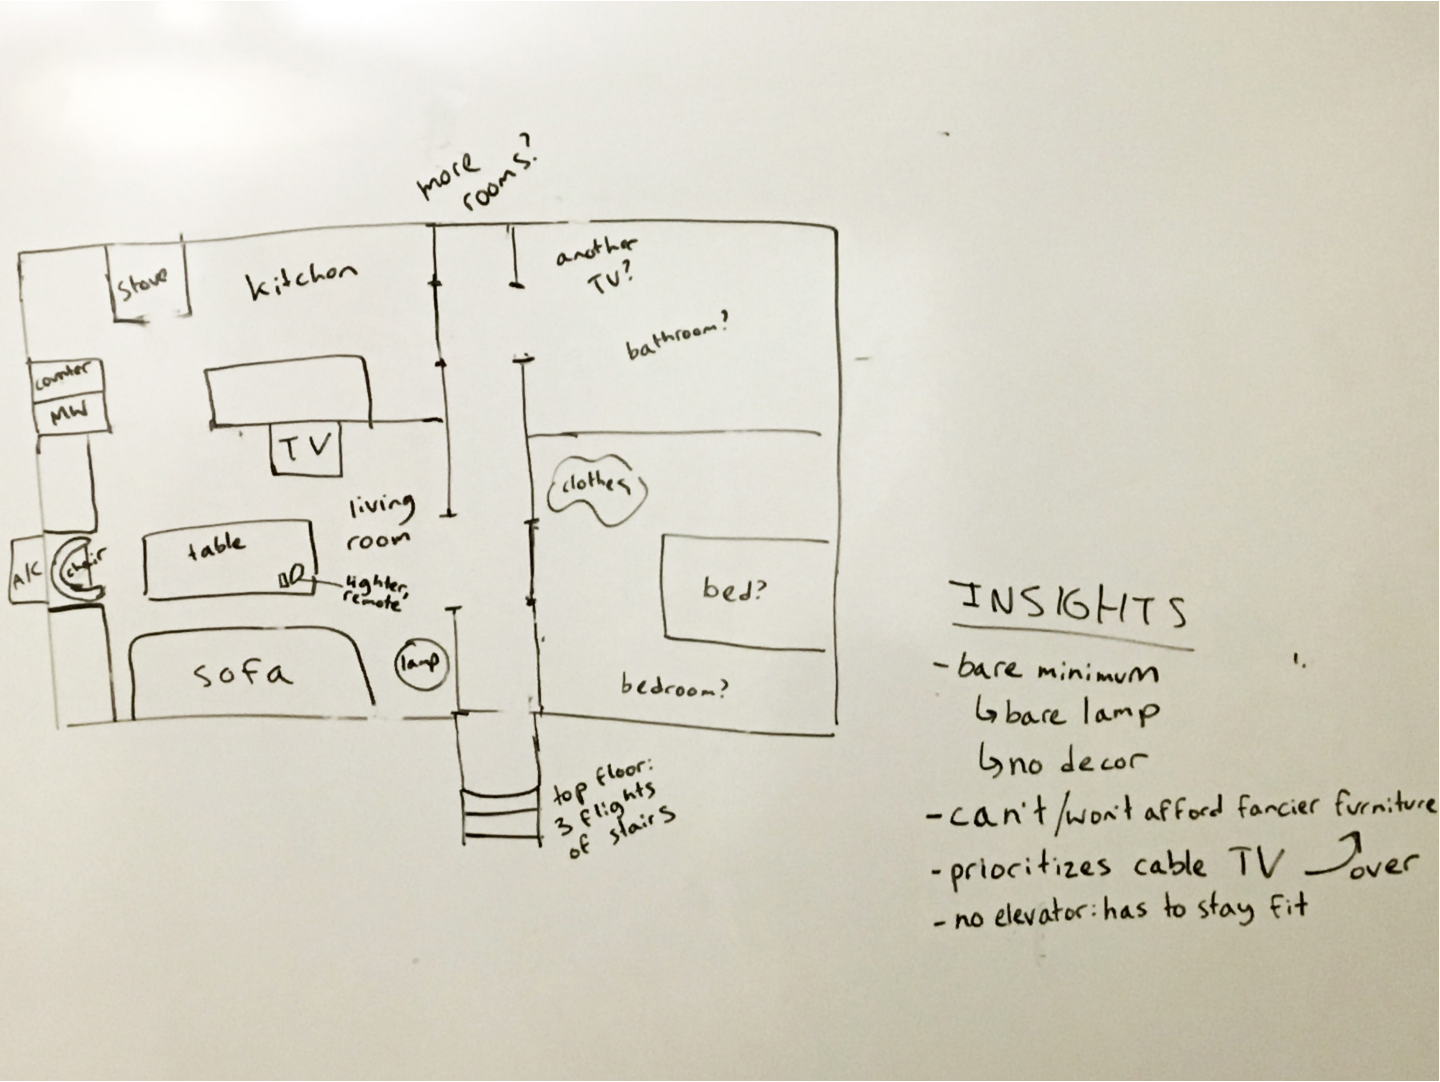 more
rooms?
another
TV?
stove
kitchen
bathroom?
counter
MW
TV
clothes
living
room
table
A/C
chair
lighter,
remote
bed?
sofa
lamp
bedroom?
top floor:
3 flights
of stairs
INSIGHTS
- bare minimum
↳ bare lamp
↳ no decor
- can't/won't afford fancier furniture
- prioritizes cable TV over
- no elevator: has to stay fit